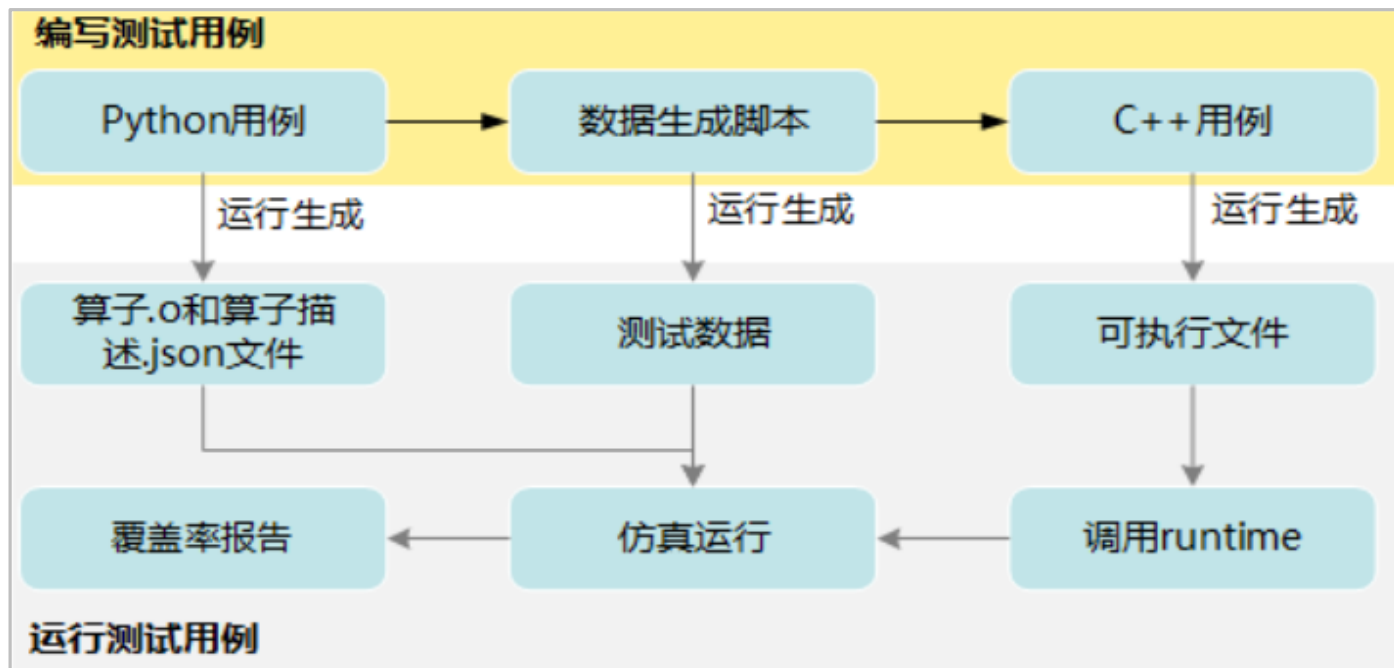 编写测试用例
Python用例
数据生成脚本
C++用例
运行生成
运行生成
运行生成
算子.o和算子描
述.json文件
测试数据
可执行文件
覆盖率报告
仿真运行
调用runtime
运行测试用例